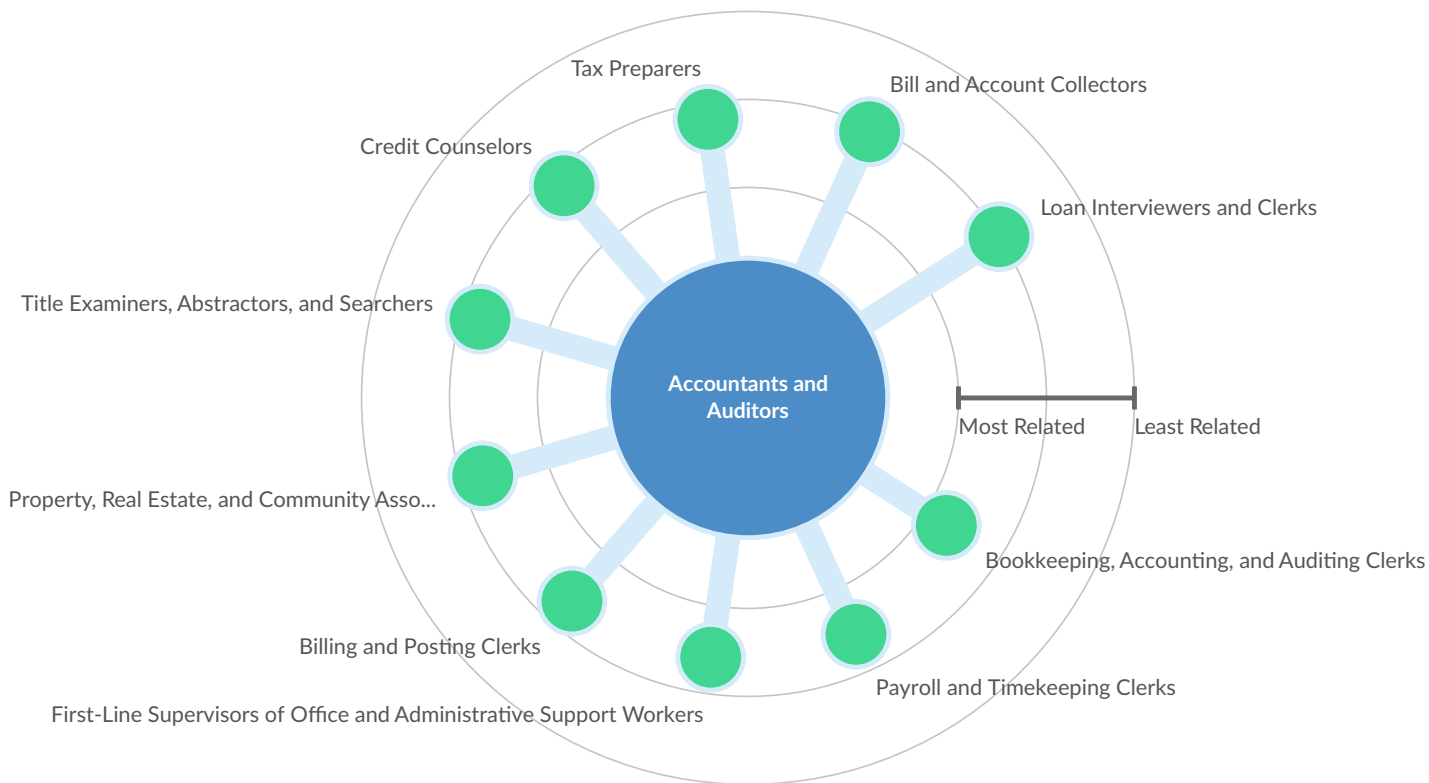 Tax Preparers
Bill and Account Collectors
Credit Counselors
Loan Interviewers and Clerks
Title Examiners, Abstractors, and Searchers
Accountants and
Auditors
Most Related
Least Related
Property, Real Estate, and Community Asso...
Bookkeeping, Accounting, and Auditing Clerks
Billing and Posting Clerks
Payroll and Timekeeping Clerks
First-Line Supervisors of Office and Administrative Support Workers